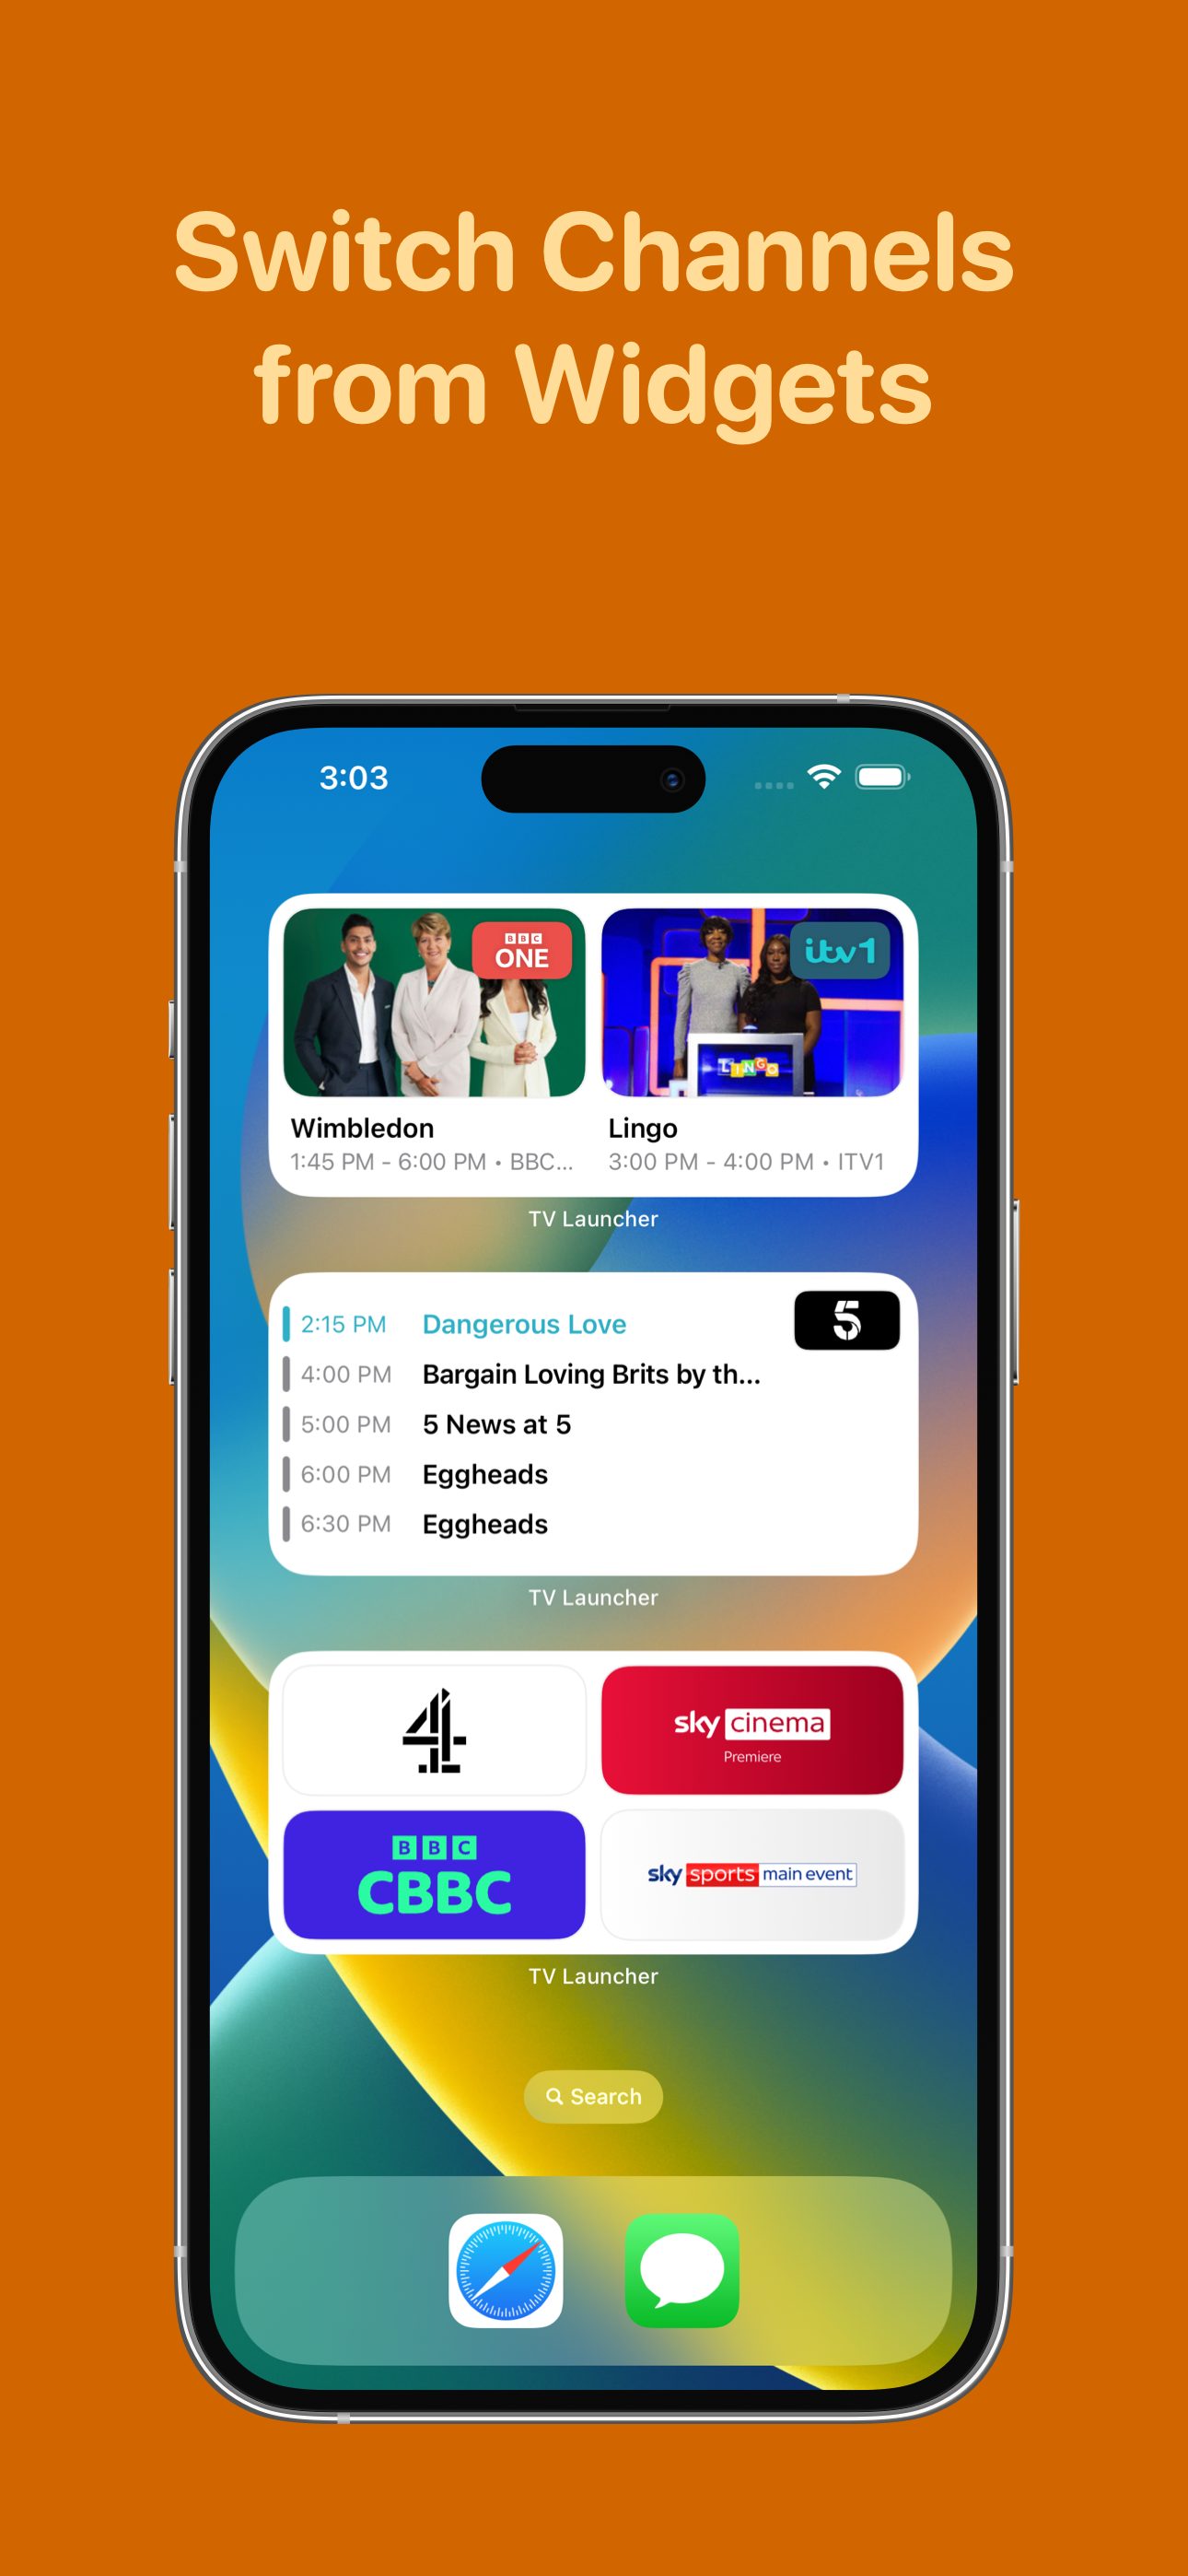 Switch Channels
from Widgets
3:03
BBC
ONE
itv1
LINGO
Wimbledon
1:45 PM - 6:00 PM • BBC...
Lingo
3:00 PM - 4:00 PM • ITV1
TV Launcher
5
2:15 PM Dangerous Love
4:00 PM Bargain Loving Brits by th...
5:00 PM 5 News at 5
6:00 PM Eggheads
6:30 PM Eggheads
TV Launcher
4
sky cinema
Premiere
BBC
CBBC
sky sports main event
TV Launcher
Search